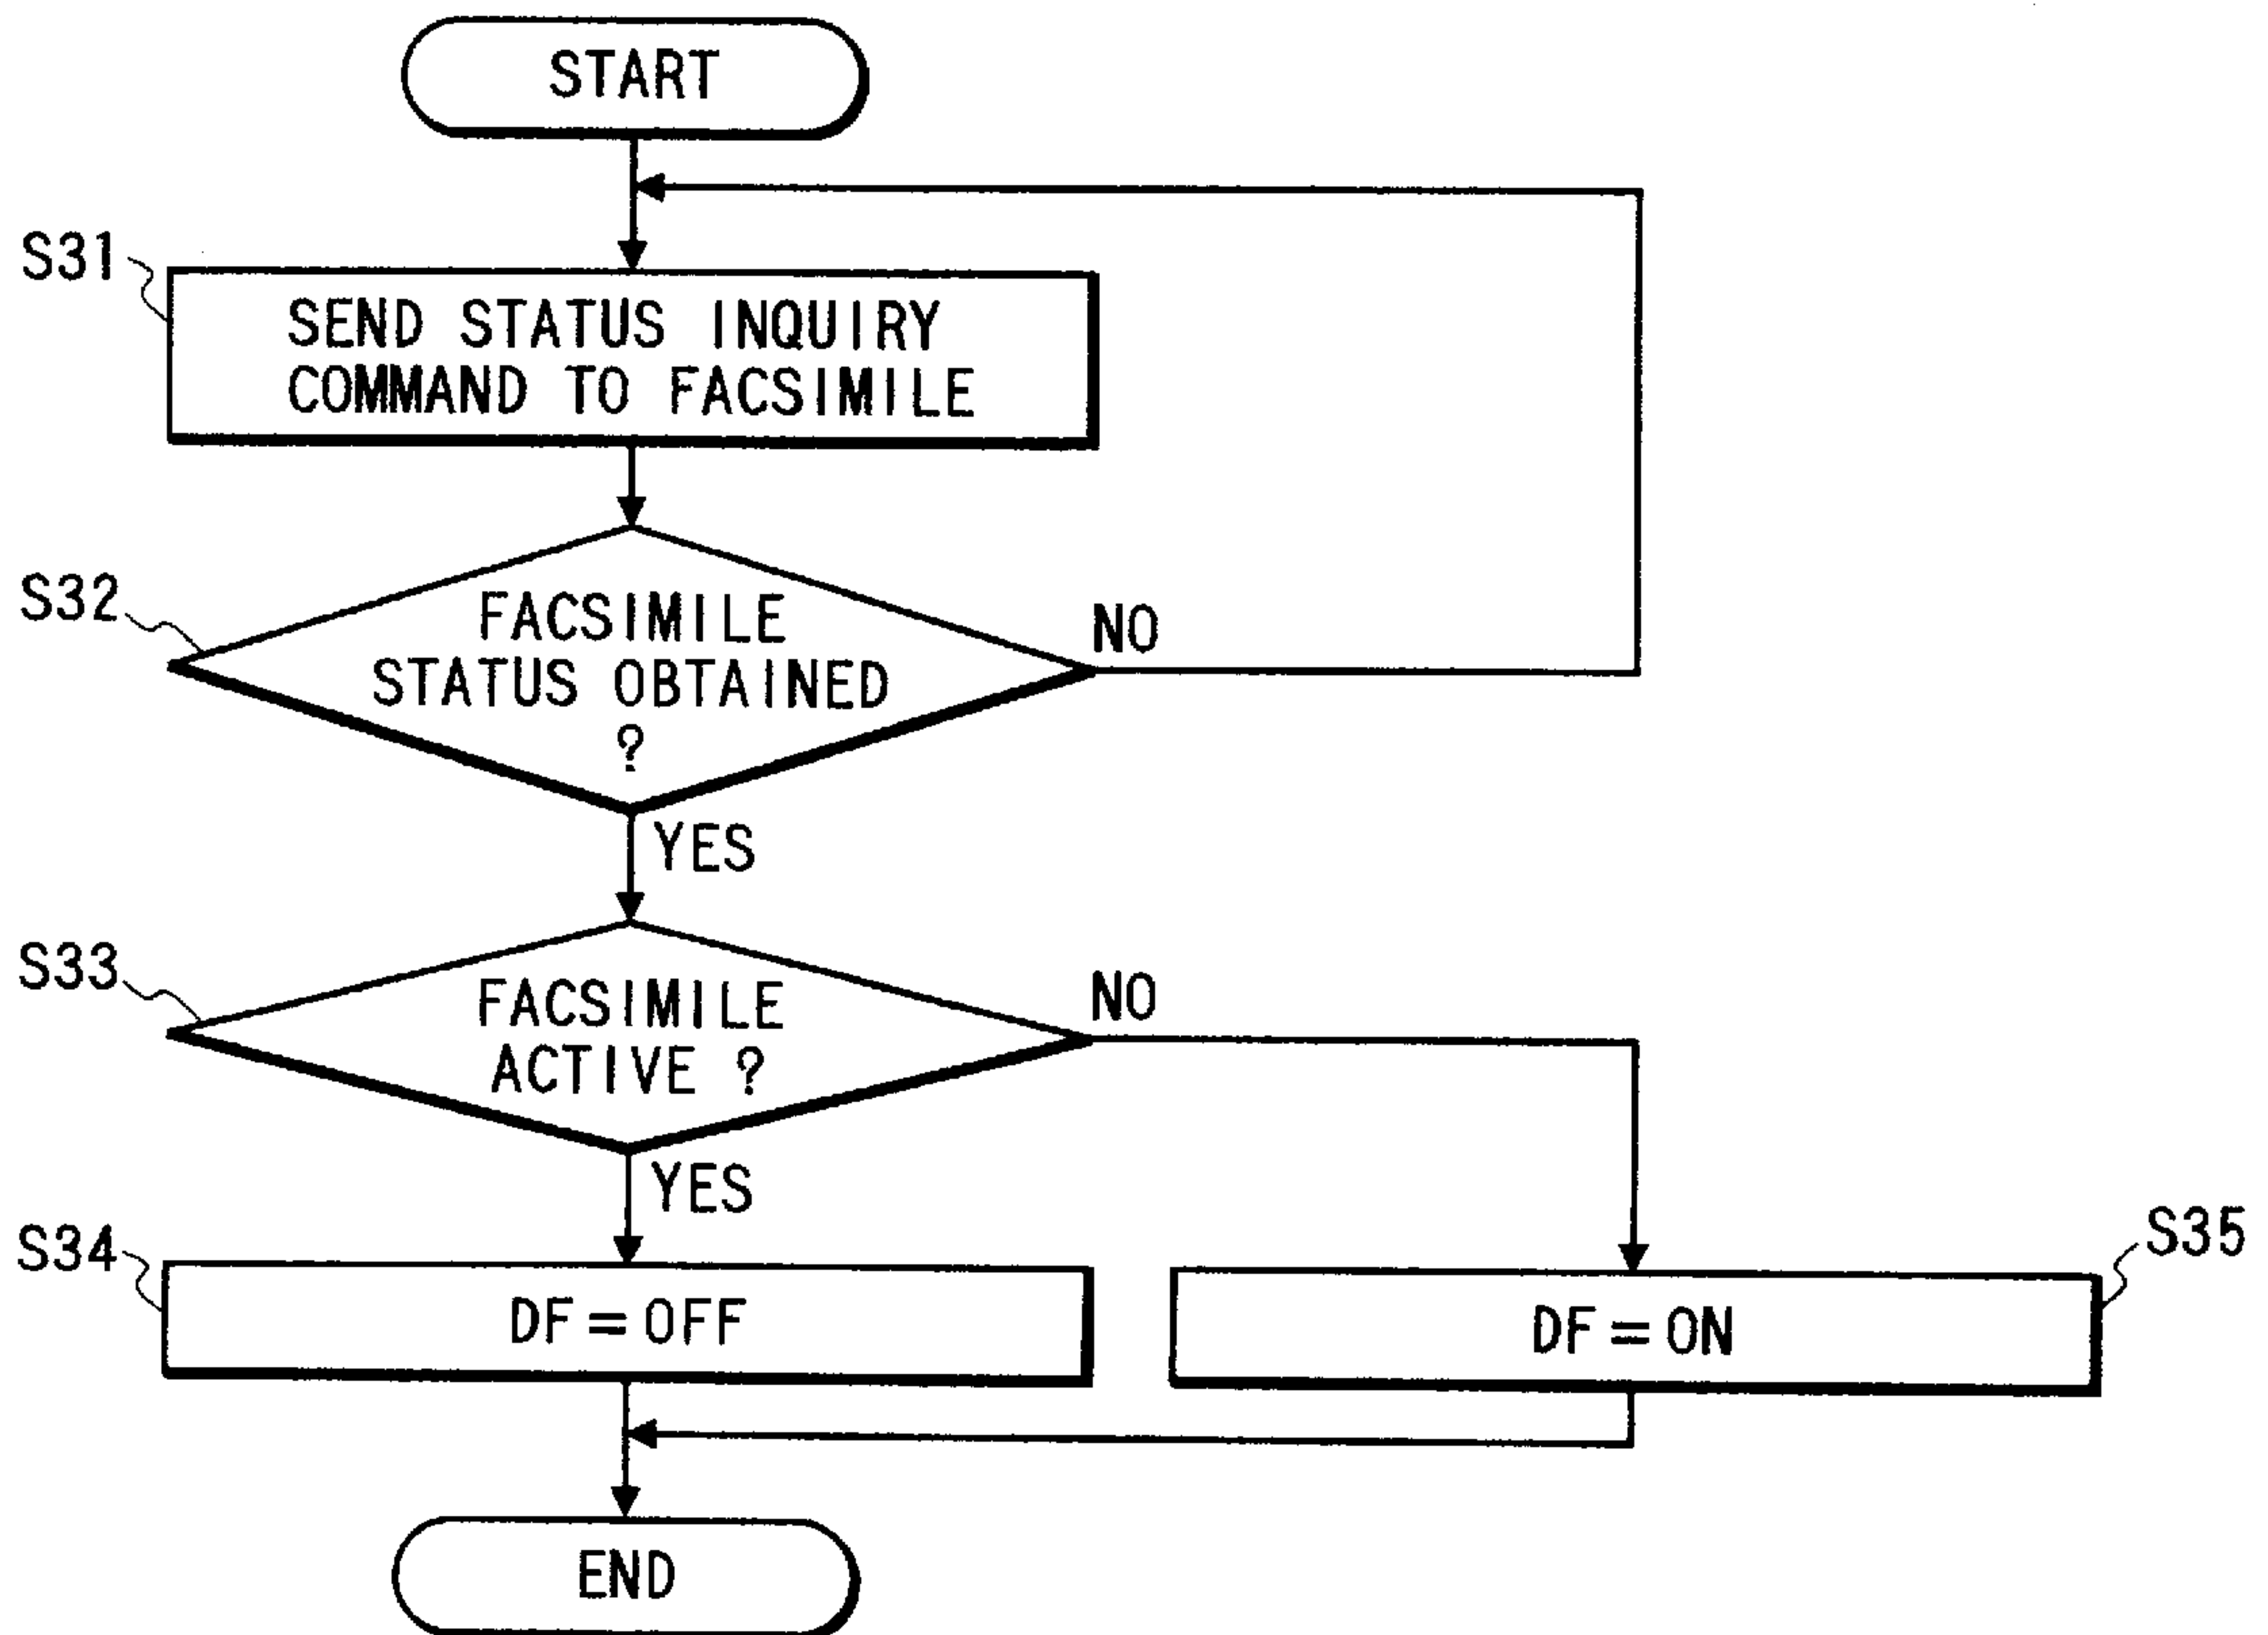 START
S31
SEND STATUS INQUIRY
COMMAND TO FACSIMILE
S32
FACSIMILE
STATUS OBTAINED
?
NO
YES
S33
FACSIMILE
ACTIVE ?
NO
YES
S34
DF=OFF
S35
DF=ON
END